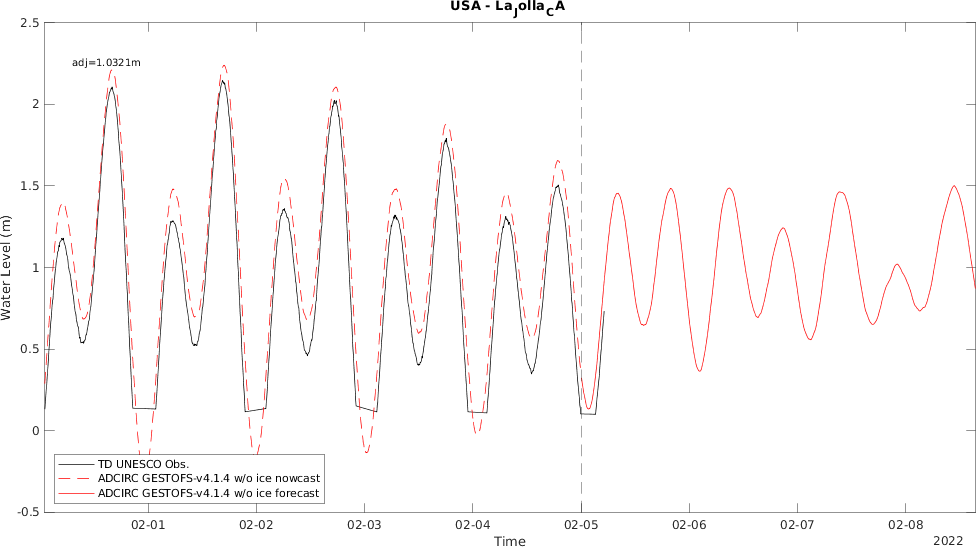 USA - LaJollaCA
2.5
adj=1.0321m
2
1.5
1
0.5
0
-0.5
Water Level (m)
TD UNESCO Obs.
ADCIRC GESTOFS-v4.1.4 w/o ice nowcast
ADCIRC GESTOFS-v4.1.4 w/o ice forecast
02-01 02-02 02-03 02-04 02-05 02-06 02-07 02-08
Time
2022